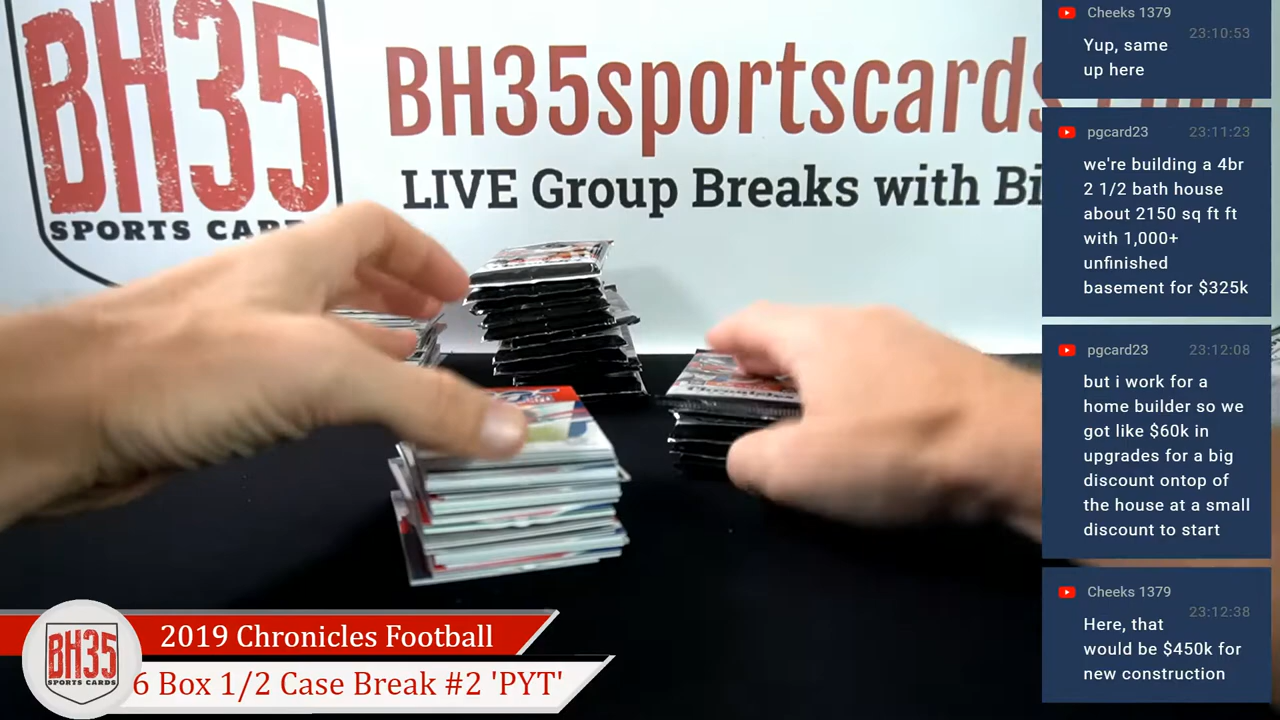 BH35
SPORTS CAR
BH35sportscards
LIVE Group Breaks with Bi
Cheeks 1379
23:10:53
Yup, same
up here
pgcard23 23:11:23
we're building a 4br
2 1/2 bath house
about 2150 sq ft ft
with 1,000+
unfinished
basement for $325k
pgcard23 23:12:08
but i work for a
home builder so we
got like $60k in
upgrades for a big
discount ontop of
the house at a small
discount to start
Cheeks 1379
23:12:38
Here, that
would be $450k for
new construction
2019 Chronicles Football
BH35
SPORTS CARDS
6 Box 1/2 Case Break #2 'PYT'